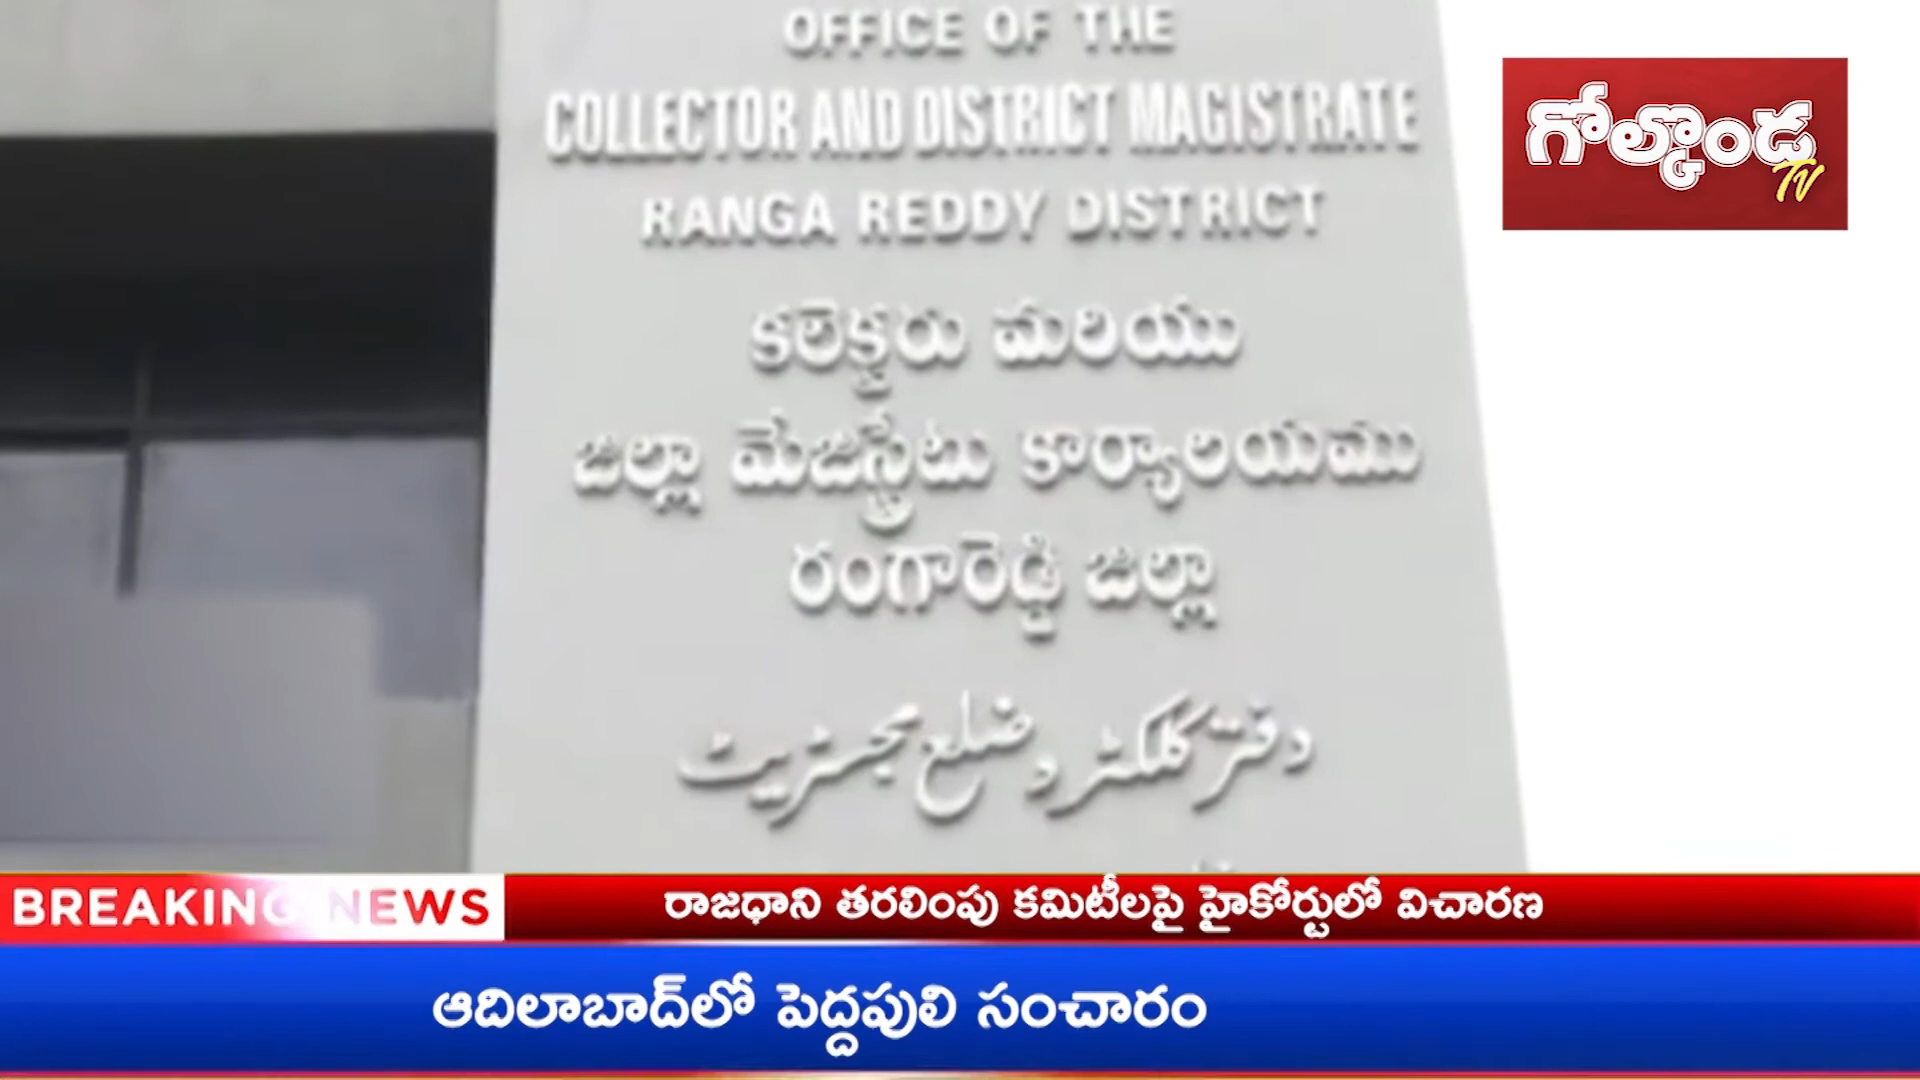 OFFICE OF THE
COLLECTOR AND DISTRICT MAGISTRATE
RANGA REDDY DISTRICT
కలెక్టరు మరియు
జిల్లా మేజిస్ట్రేటు కార్యాలయము
రంగారెడ్డి జిల్లా
دفتر کلکٹر و ضلع مجسٹریٹ
గోల్కొండ
TV
BREAKING NEWS
రాజధాని తరలింపు కమిటీలపై హైకోర్టులో విచారణ
ఆదిలాబాద్‌లో పెద్దపులి సంచారం